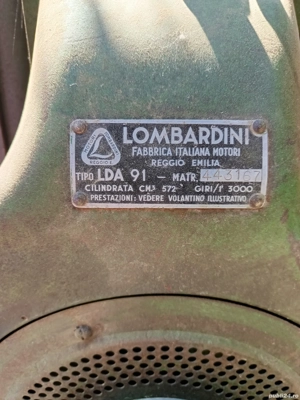 LOMBARDINI
FABBRICA ITALIANA MOTORI
REGGIO EMILIA
TIPO LDA 91 - MATR.
CILINDRATA CM³ 572 GIRI/1' 3000
PRESTAZIONI: VEDERE VOLANTINO ILLUSTRATIVO